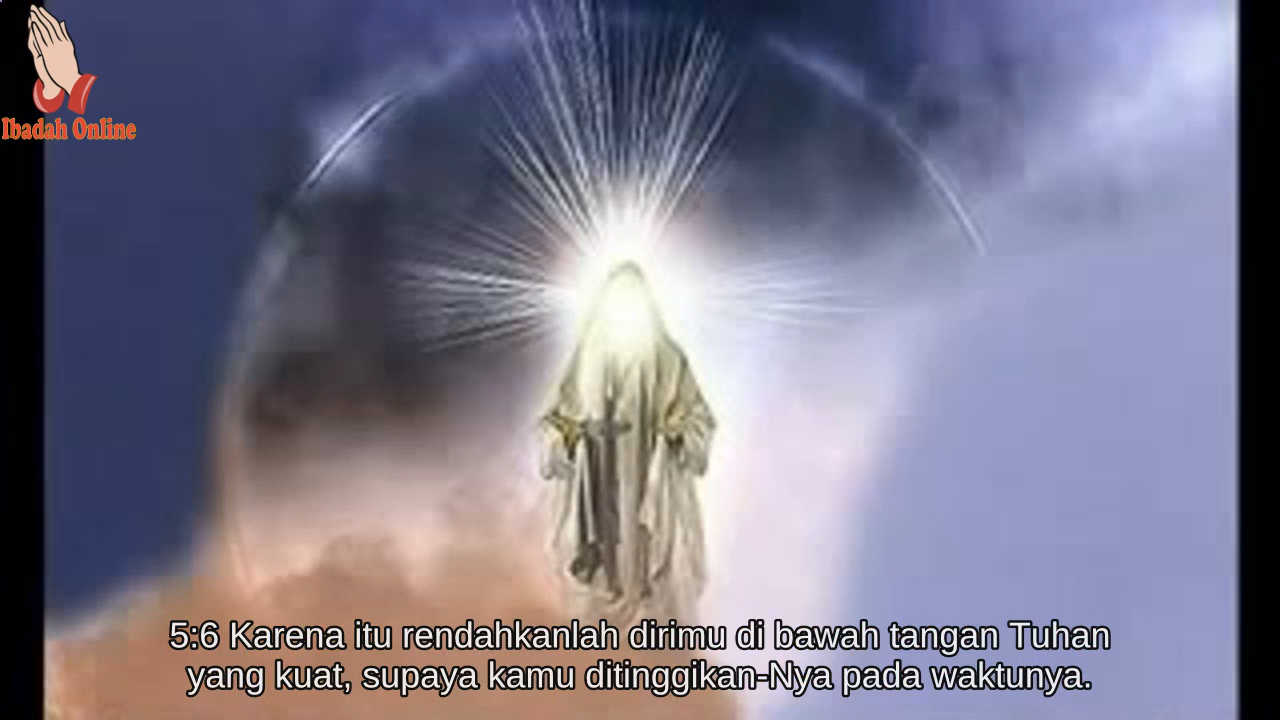 Ibadah Online
5:6 Karena itu rendahkanlah dirimu di bawah tangan Tuhan
yang kuat, supaya kamu ditinggikan-Nya pada waktunya.